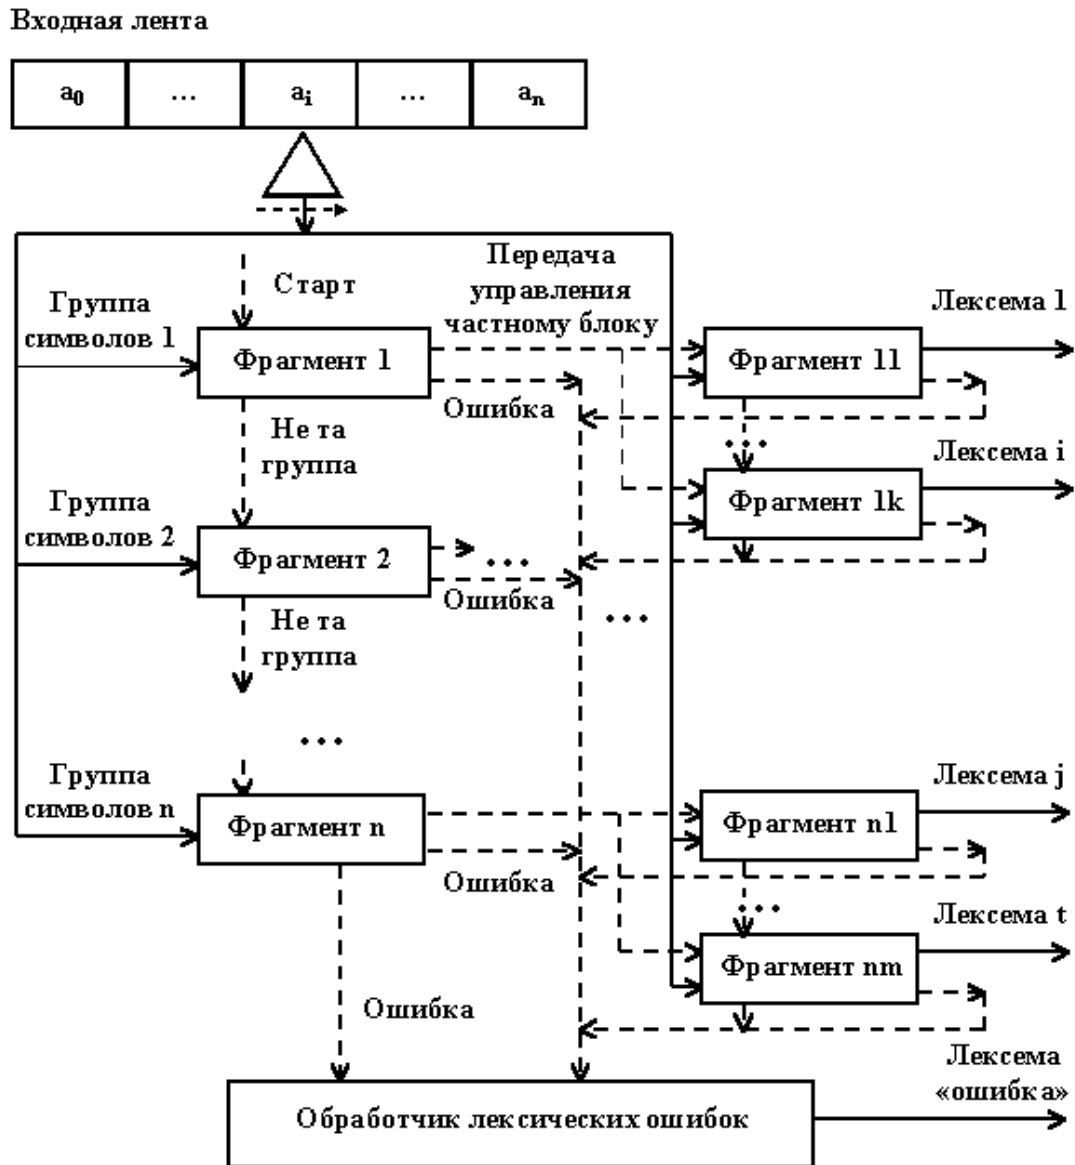 Входная лента
a0 ... ai ... an
Старт
Передача
управления
частному блоку
Группа
символов 1
Лексема 1
Фрагмент 1
Фрагмент 11
Ошибка
Не та
группа
...
Лексема i
Группа
символов 2
Фрагмент 1k
Фрагмент 2
...
Ошибка
Не та
группа
...
...
Группа
символов n
Лексема j
Фрагмент n
Фрагмент n1
Ошибка
...
Лексема t
Фрагмент nm
Ошибка
Лексема
«ошибка»
Обработчик лексических ошибок